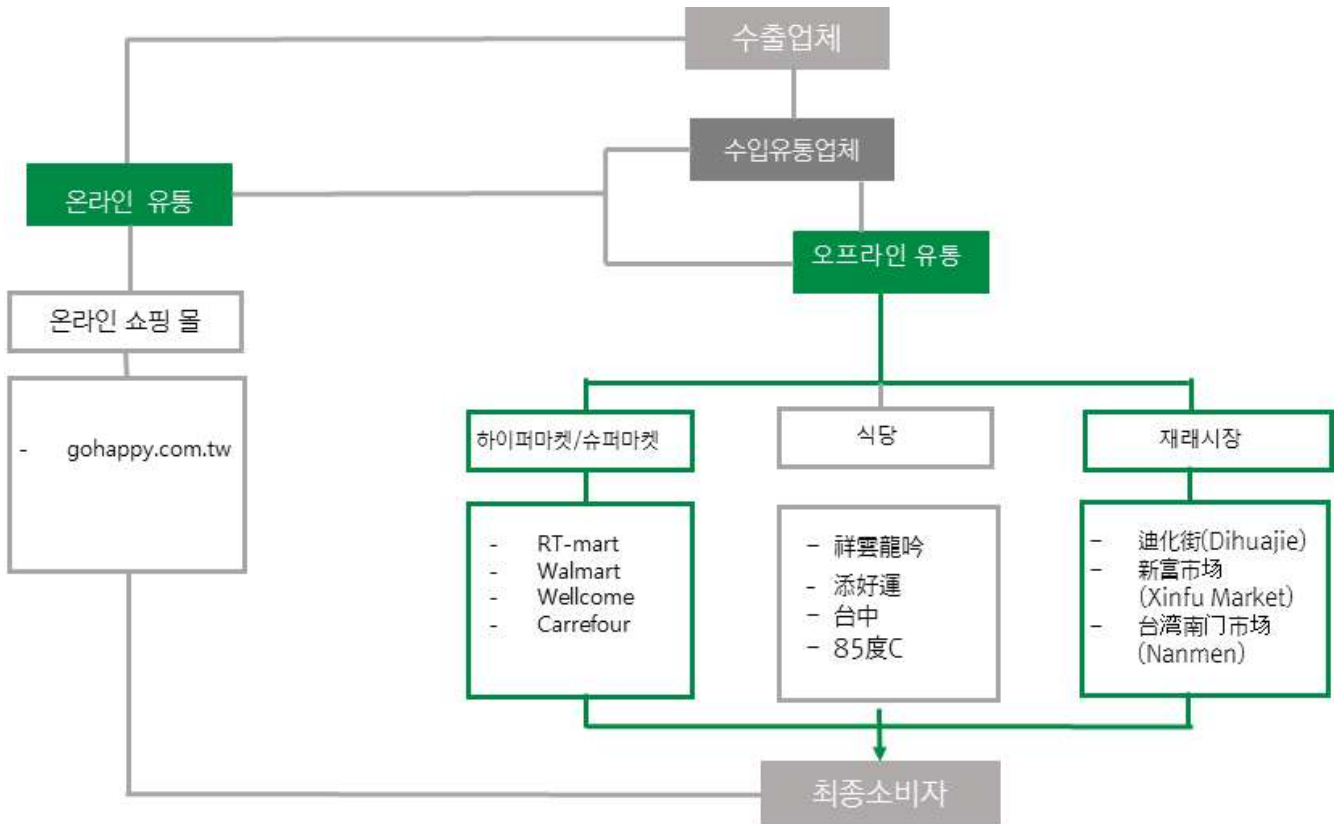 수출업체
수입유통업체
온라인 유통
오프라인 유통
온라인 쇼핑 몰
- gohappy.com.tw
하이퍼마켓/슈퍼마켓
- RT-mart
- Walmart
- Wellcome
- Carrefour
식당
- 祥雲龍吟
- 添好運
- 台中
- 85度C
재래시장
- 迪化街(Dihuajie)
- 新富市场
(Xinfu Market)
- 台湾南门市场
(Nanmen)
최종소비자